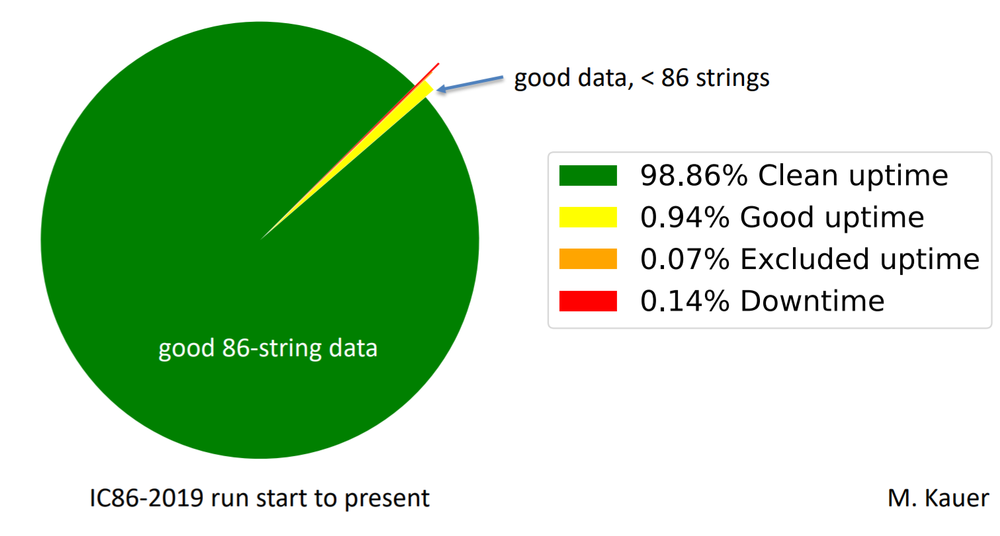 good data, < 86 strings
98.86% Clean uptime
0.94% Good uptime
0.07% Excluded uptime
0.14% Downtime
good 86-string data
IC86-2019 run start to present
M. Kauer